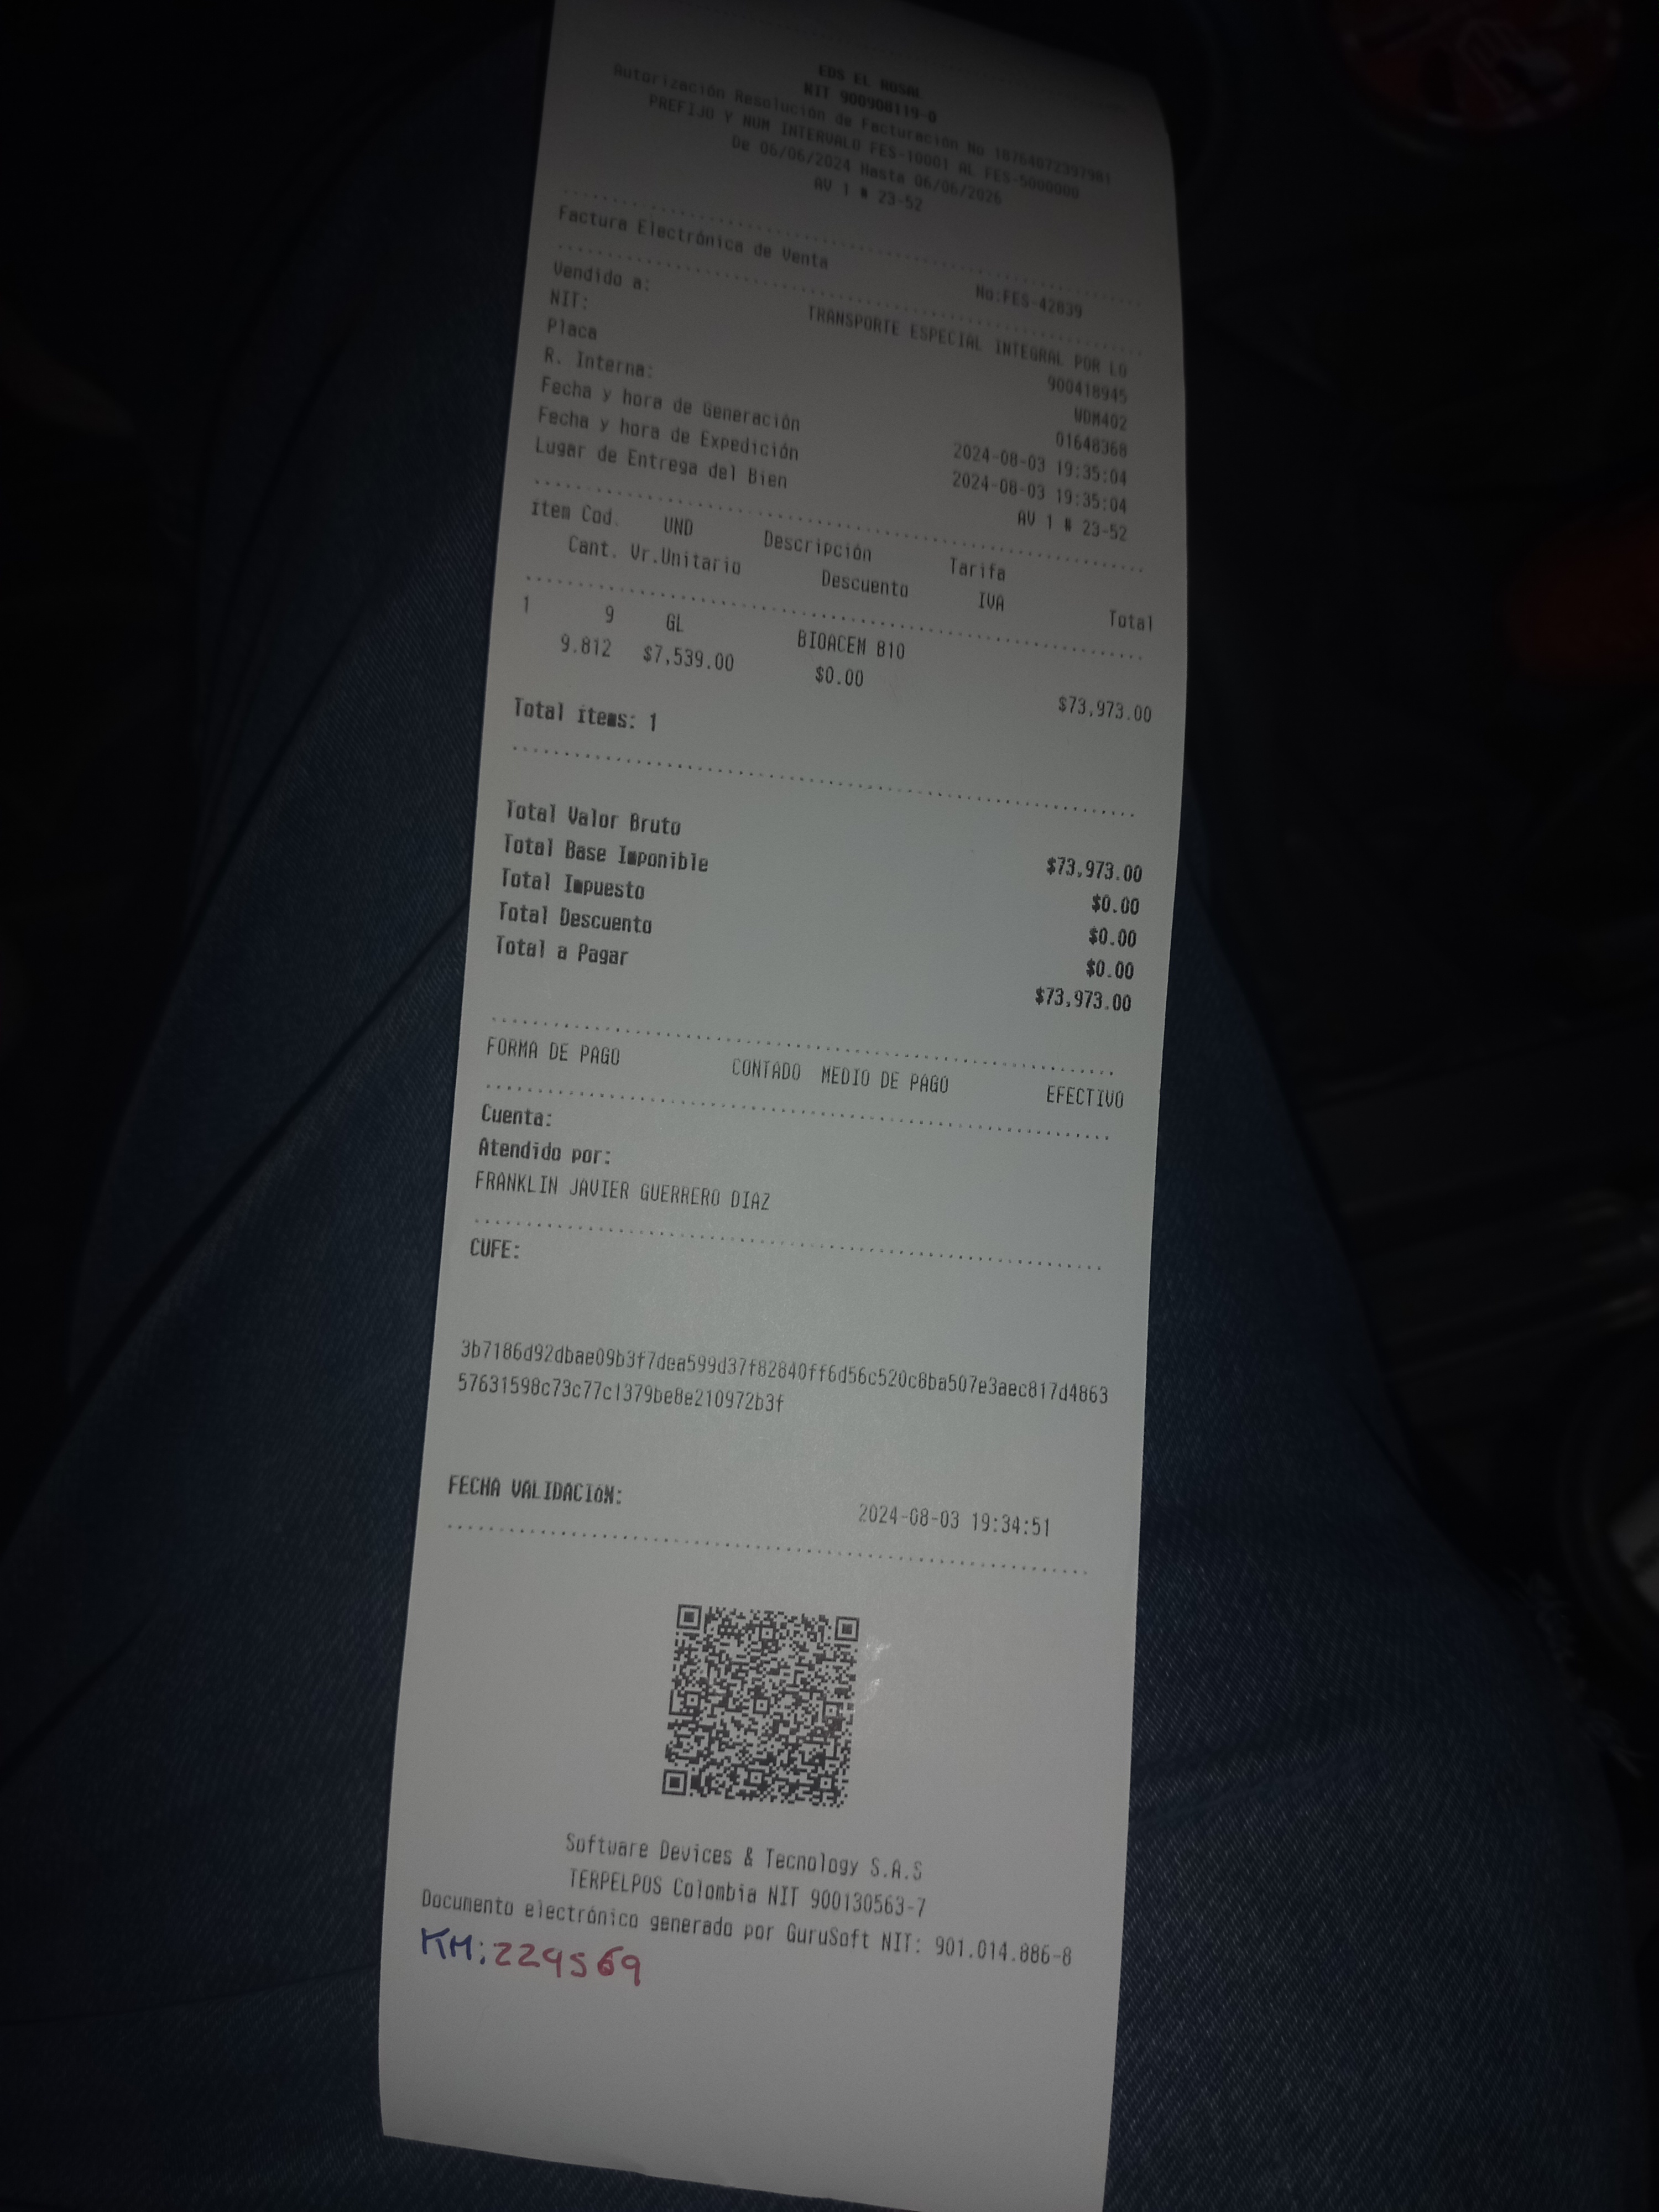 EDS EL ROSAL
NIT 900908119-0
Autorización Resolución de Facturación No 18764072397981
PREFIJO Y NUM INTERVALO FES-10001 AL FES-5000000
De 06/06/2024 Hasta 06/06/2026
AV 1 # 23-52
Factura Electrónica de Venta No:FES-42839
Vendido a: TRANSPORTE ESPECIAL INTEGRAL POR LO
NIT: 900418945
Placa WDM402
R. Interna: 01648368
Fecha y hora de Generación 2024-08-03 19:35:04
Fecha y hora de Expedición 2024-08-03 19:35:04
Lugar de Entrega del Bien AV 1 # 23-52
item Cod. UND Descripción Tarifa
Cant. Vr.Unitario Descuento IVA Total
1 9 GL BIOACEM B10
9.812 $7,539.00 $0.00 $73,973.00
Total items: 1
Total Valor Bruto $73,973.00
Total Base Imponible $0.00
Total Impuesto $0.00
Total Descuento $0.00
Total a Pagar $73,973.00
FORMA DE PAGO CONTADO MEDIO DE PAGO EFECTIVO
Cuenta:
Atendido por:
FRANKLIN JAVIER GUERRERO DIAZ
CUFE:
3b7186d92dbae09b3f7dea599d37f82840ff6d56c520c8ba507e3aec817d4863
57631598c73c77c1379be8e210972b3f
FECHA VALIDACIóN: 2024-08-03 19:34:51
Software Devices & Tecnology S.A.S
TERPELPOS Colombia NIT 900130563-7
Documento electrónico generado por GuruSoft NIT: 901.014.886-8
KM: 229569